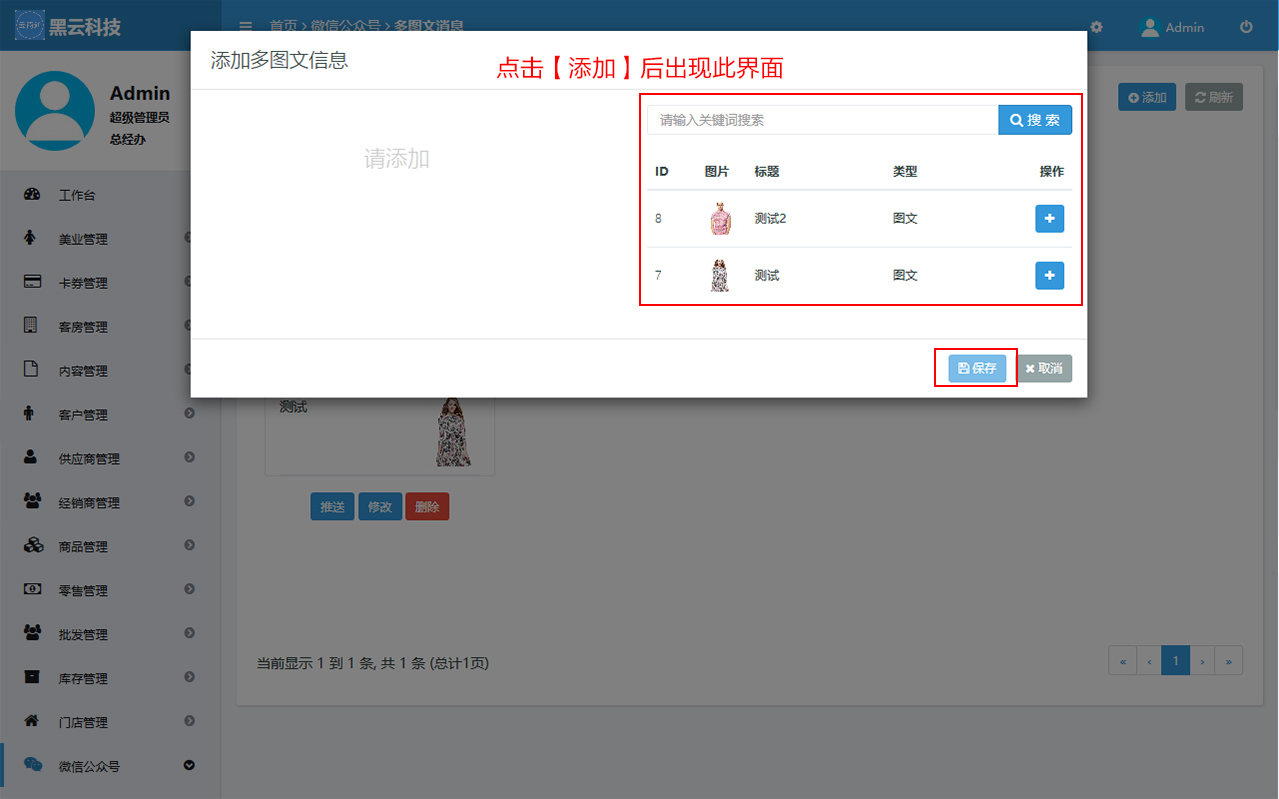 黑云科技
首页 › 微信公众号 › 多图文消息
Admin
Admin
超级管理员
总经办
添加
刷新
工作台
美业管理
卡券管理
客房管理
内容管理
客户管理
供应商管理
经销商管理
商品管理
零售管理
批发管理
库存管理
门店管理
微信公众号
添加多图文信息
点击【 添加 】后出现此界面
请添加
请输入关键词搜索
搜 索
ID 图片 标题 类型 操作
8 测试2 图文
7 测试 图文
保存
取消
测试
推送 修改 删除
当前显示 1 到 1 条, 共 1 条 (总计1页)
« ‹ 1 › »